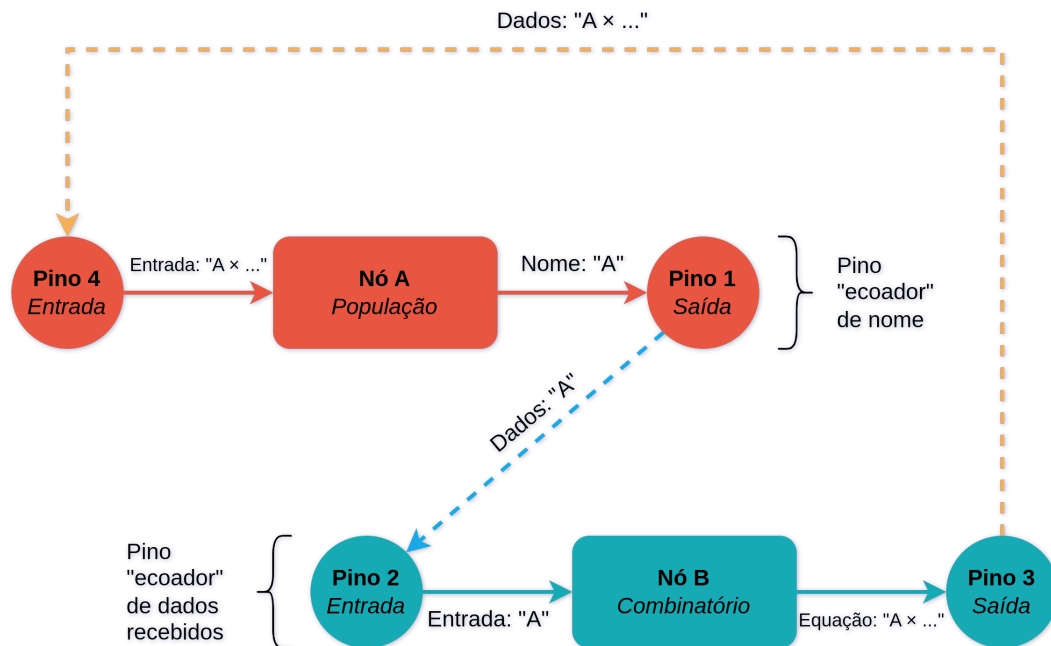 Dados: "A × ..."
Pino 4
Entrada
Entrada: "A × ..."
Nó A
População
Nome: "A"
Pino 1
Saída
Pino
"ecoador"
de nome
Dados: "A"
Pino
"ecoador"
de dados
recebidos
Pino 2
Entrada
Entrada: "A"
Nó B
Combinatório
Equação: "A × ..."
Pino 3
Saída